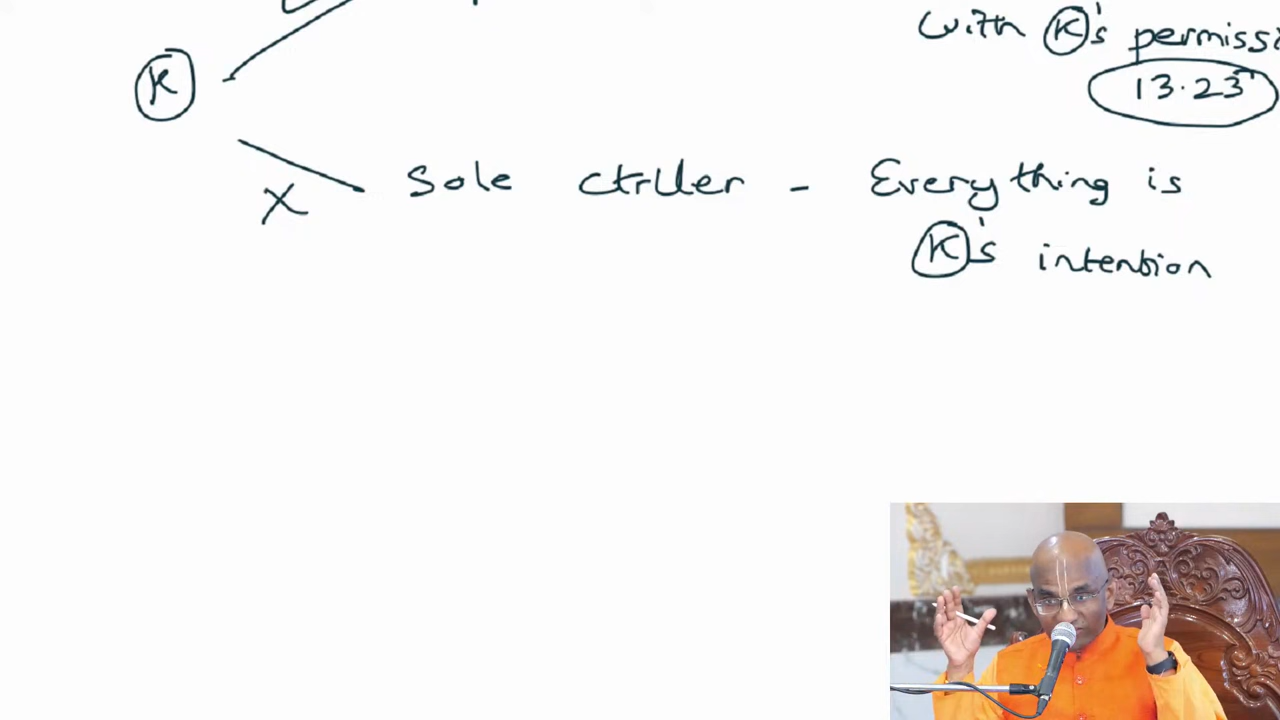 with K's permissi
13.23
K
X Sole ctrller - Everything is
K's intention